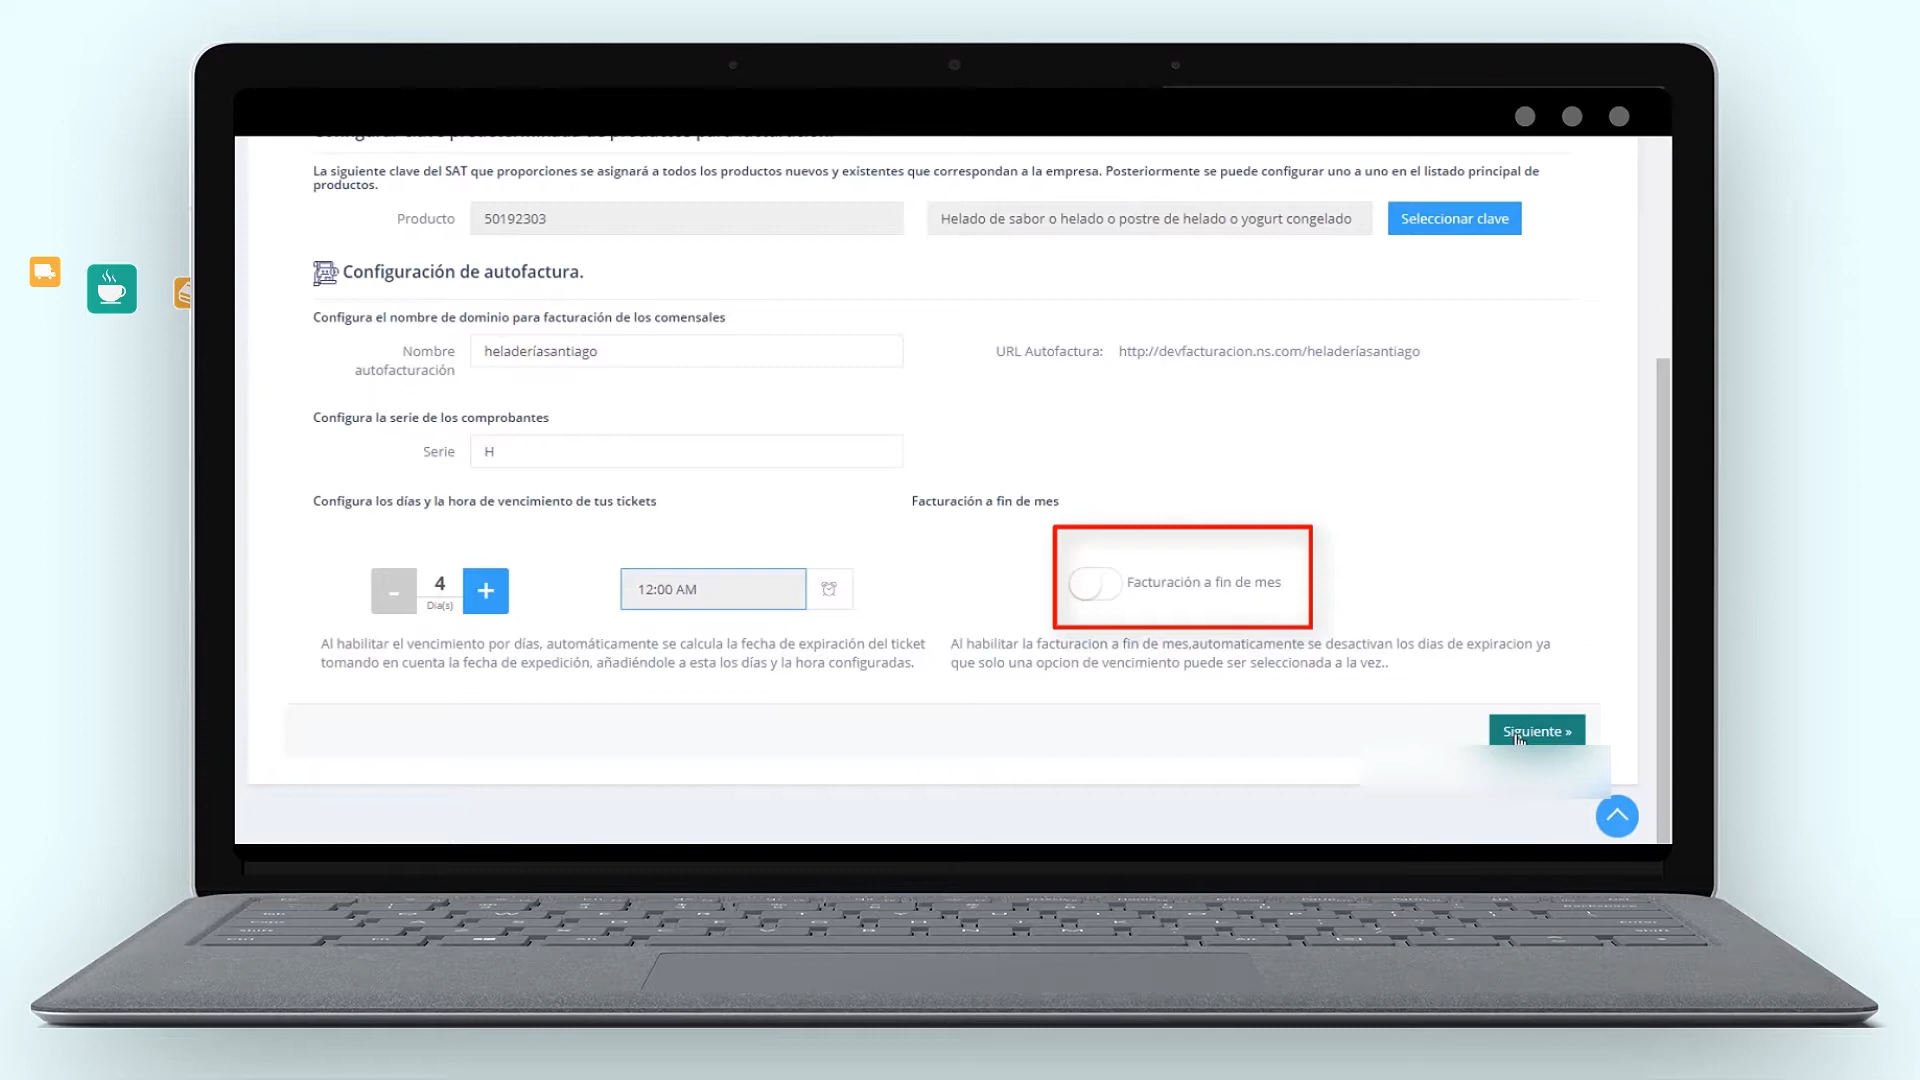 La siguiente clave del SAT que proporciones se asignará a todos los productos nuevos y existentes que correspondan a la empresa. Posteriormente se puede configurar uno a uno en el listado principal de
productos.
Producto 50192303 Helado de sabor o helado o postre de helado o yogurt congelado Seleccionar clave
Configuración de autofactura.
Configura el nombre de dominio para facturación de los comensales
Nombre
autofacturación
heladeríasantiago
URL Autofactura: http://devfacturacion.ns.com/heladeríasantiago
Configura la serie de los comprobantes
Serie H
Configura los días y la hora de vencimiento de tus tickets
Facturación a fin de mes
- 4 +
Dia(s)
12:00 AM
Facturación a fin de mes
Al habilitar el vencimiento por días, automáticamente se calcula la fecha de expiración del ticket
tomando en cuenta la fecha de expedición, añadiéndole a esta los días y la hora configuradas.
Al habilitar la facturacion a fin de mes,automaticamente se desactivan los dias de expiracion ya
que solo una opcion de vencimiento puede ser seleccionada a la vez..
Siguiente »